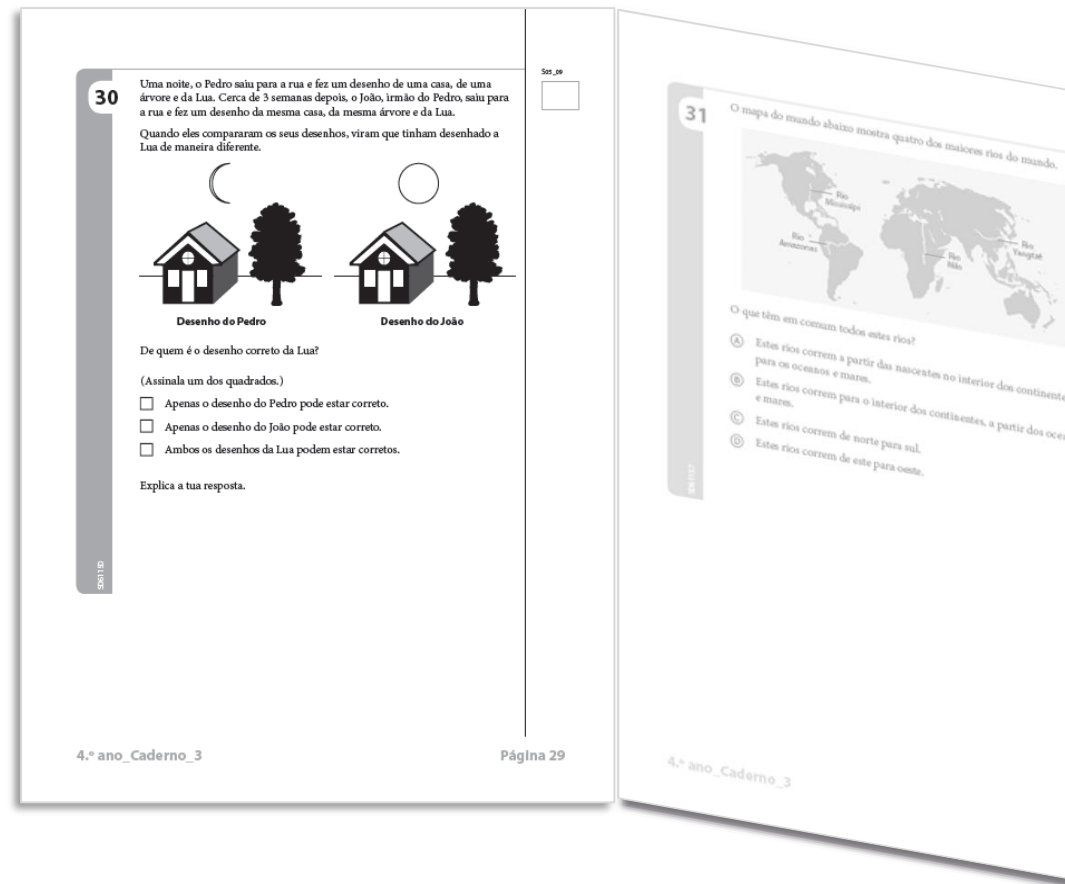 S05_09
30
Uma noite, o Pedro saiu para a rua e fez um desenho de uma casa, de uma
árvore e da Lua. Cerca de 3 semanas depois, o João, irmão do Pedro, saiu para
a rua e fez um desenho da mesma casa, da mesma árvore e da Lua.
Quando eles compararam os seus desenhos, viram que tinham desenhado a
Lua de maneira diferente.
Desenho do Pedro
Desenho do João
De quem é o desenho correto da Lua?
(Assinala um dos quadrados.)
Apenas o desenho do Pedro pode estar correto.
Apenas o desenho do João pode estar correto.
Ambos os desenhos da Lua podem estar corretos.
Explica a tua resposta.
4.º ano_Caderno_3
Página 29
31
O mapa do mundo abaixo mostra quatro dos maiores rios do mundo.
Rio
Mississipi
Rio
Amazonas
Rio
Nilo
Rio
Yangtzé
O que têm em comum todos estes rios?
A Estes rios correm a partir das nascentes no interior dos continente
para os oceanos e mares.
B Estes rios correm para o interior dos continentes, a partir dos ocea
e mares.
C Estes rios correm de norte para sul.
D Estes rios correm de este para oeste.
4.º ano_Caderno_3